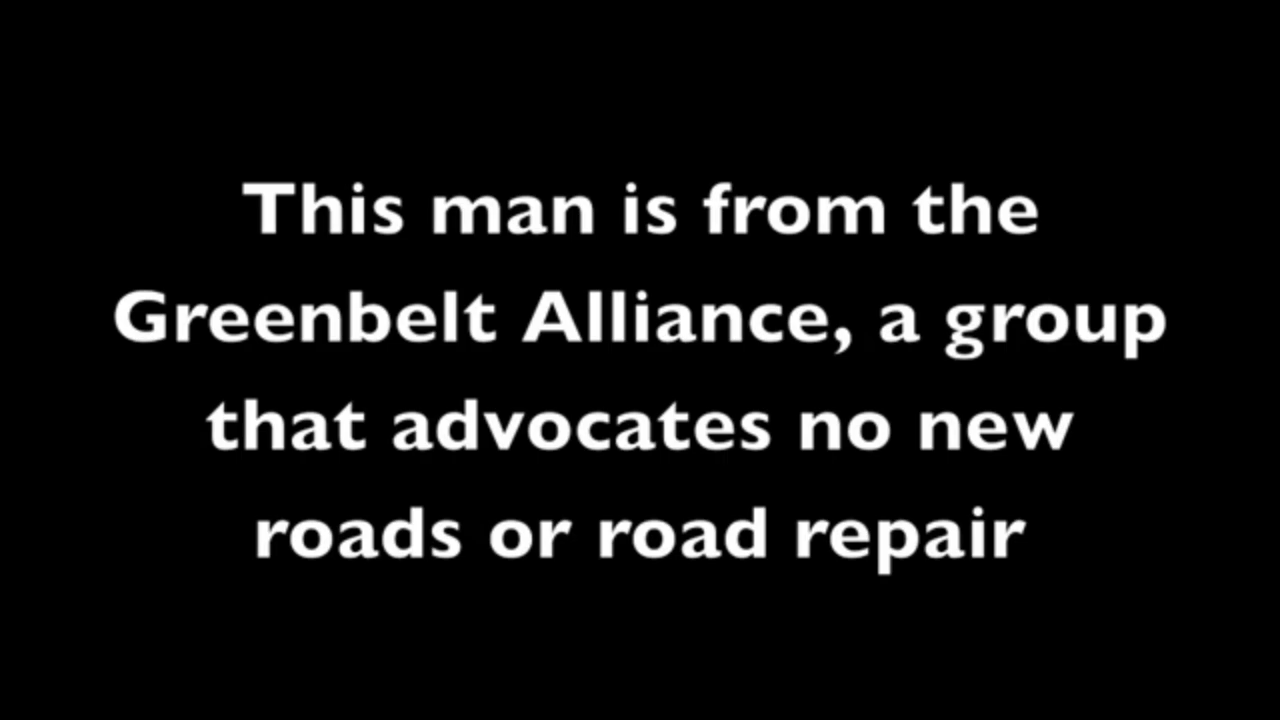 This man is from the
Greenbelt Alliance, a group
that advocates no new
roads or road repair